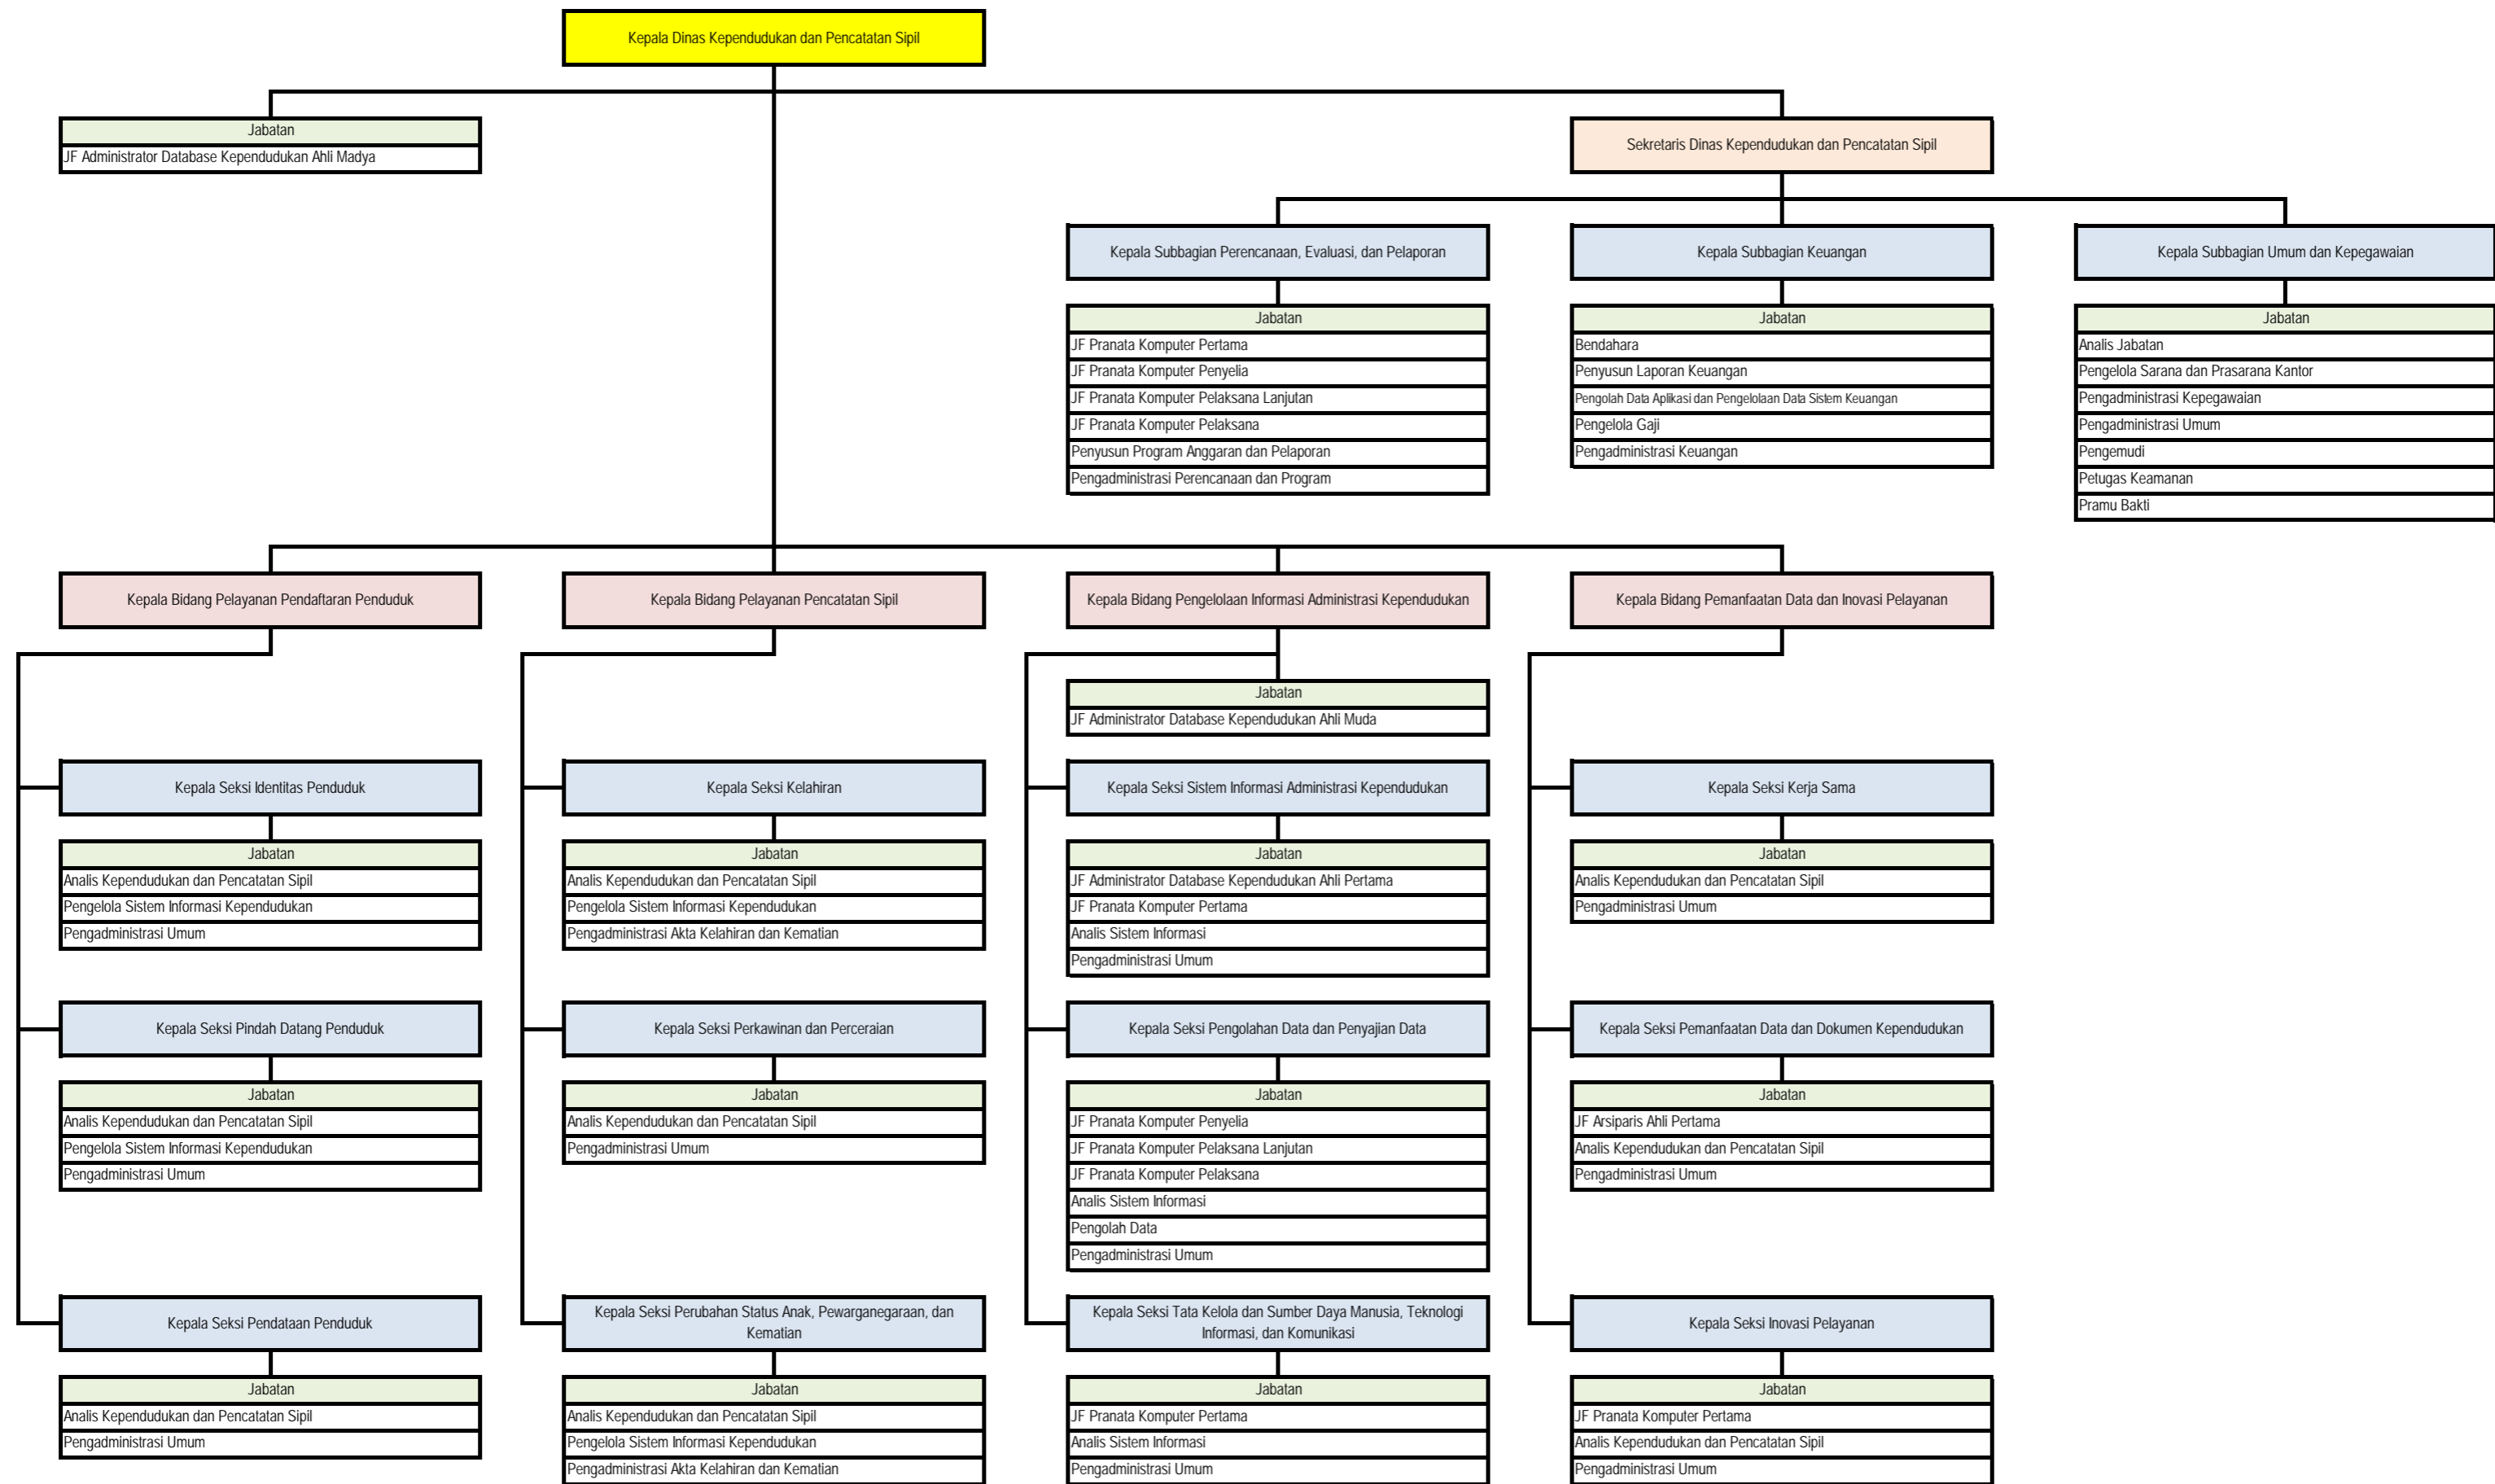 Kepala Dinas Kependudukan dan Pencatatan Sipil
Jabatan
JF Administrator Database Kependudukan Ahli Madya
Sekretaris Dinas Kependudukan dan Pencatatan Sipil
Kepala Subbagian Perencanaan, Evaluasi, dan Pelaporan
Jabatan
JF Pranata Komputer Pertama
JF Pranata Komputer Penyelia
JF Pranata Komputer Pelaksana Lanjutan
JF Pranata Komputer Pelaksana
Penyusun Program Anggaran dan Pelaporan
Pengadministrasi Perencanaan dan Program
Kepala Subbagian Keuangan
Jabatan
Bendahara
Penyusun Laporan Keuangan
Pengolah Data Aplikasi dan Pengelolaan Data Sistem Keuangan
Pengelola Gaji
Pengadministrasi Keuangan
Kepala Subbagian Umum dan Kepegawaian
Jabatan
Analis Jabatan
Pengelola Sarana dan Prasarana Kantor
Pengadministrasi Kepegawaian
Pengadministrasi Umum
Pengemudi
Petugas Keamanan
Pramu Bakti
Kepala Bidang Pelayanan Pendaftaran Penduduk
Kepala Seksi Identitas Penduduk
Jabatan
Analis Kependudukan dan Pencatatan Sipil
Pengelola Sistem Informasi Kependudukan
Pengadministrasi Umum
Kepala Seksi Pindah Datang Penduduk
Jabatan
Analis Kependudukan dan Pencatatan Sipil
Pengelola Sistem Informasi Kependudukan
Pengadministrasi Umum
Kepala Seksi Pendataan Penduduk
Jabatan
Analis Kependudukan dan Pencatatan Sipil
Pengadministrasi Umum
Kepala Bidang Pelayanan Pencatatan Sipil
Kepala Seksi Kelahiran
Jabatan
Analis Kependudukan dan Pencatatan Sipil
Pengelola Sistem Informasi Kependudukan
Pengadministrasi Akta Kelahiran dan Kematian
Kepala Seksi Perkawinan dan Perceraian
Jabatan
Analis Kependudukan dan Pencatatan Sipil
Pengadministrasi Umum
Kepala Seksi Perubahan Status Anak, Pewarganegaraan, dan
Kematian
Jabatan
Analis Kependudukan dan Pencatatan Sipil
Pengelola Sistem Informasi Kependudukan
Pengadministrasi Akta Kelahiran dan Kematian
Kepala Bidang Pengelolaan Informasi Administrasi Kependudukan
Jabatan
JF Administrator Database Kependudukan Ahli Muda
Kepala Seksi Sistem Informasi Administrasi Kependudukan
Jabatan
JF Administrator Database Kependudukan Ahli Pertama
JF Pranata Komputer Pertama
Analis Sistem Informasi
Pengadministrasi Umum
Kepala Seksi Pengolahan Data dan Penyajian Data
Jabatan
JF Pranata Komputer Penyelia
JF Pranata Komputer Pelaksana Lanjutan
JF Pranata Komputer Pelaksana
Analis Sistem Informasi
Pengolah Data
Pengadministrasi Umum
Kepala Seksi Tata Kelola dan Sumber Daya Manusia, Teknologi
Informasi, dan Komunikasi
Jabatan
JF Pranata Komputer Pertama
Analis Sistem Informasi
Pengadministrasi Umum
Kepala Bidang Pemanfaatan Data dan Inovasi Pelayanan
Kepala Seksi Kerja Sama
Jabatan
Analis Kependudukan dan Pencatatan Sipil
Pengadministrasi Umum
Kepala Seksi Pemanfaatan Data dan Dokumen Kependudukan
Jabatan
JF Arsiparis Ahli Pertama
Analis Kependudukan dan Pencatatan Sipil
Pengadministrasi Umum
Kepala Seksi Inovasi Pelayanan
Jabatan
JF Pranata Komputer Pertama
Analis Kependudukan dan Pencatatan Sipil
Pengadministrasi Umum